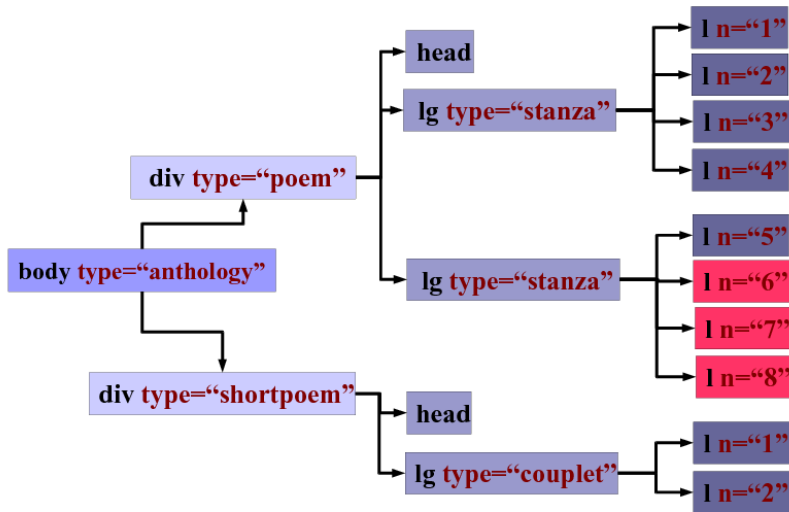 l n=“1”
head
l n=“2”
lg type=“stanza”
l n=“3”
l n=“4”
div type=“poem”
l n=“5”
body type=“anthology”
lg type=“stanza”
l n=“6”
l n=“7”
l n=“8”
div type=“shortpoem”
head
l n=“1”
lg type=“couplet”
l n=“2”